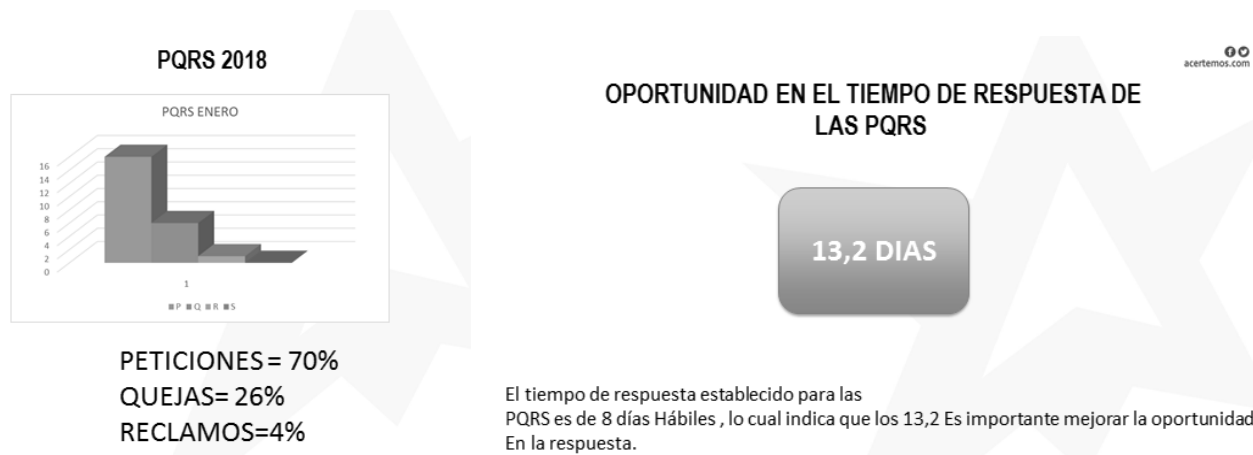 PQRS 2018
PQRS ENERO
16
14
12
10
8
6
4
2
0
1
P Q R S
PETICIONES = 70%
QUEJAS= 26%
RECLAMOS=4%
acertemos.com
OPORTUNIDAD EN EL TIEMPO DE RESPUESTA DE
LAS PQRS
13,2 DIAS
El tiempo de respuesta establecido para las
PQRS es de 8 días Hábiles , lo cual indica que los 13,2 Es importante mejorar la oportunidad
En la respuesta.